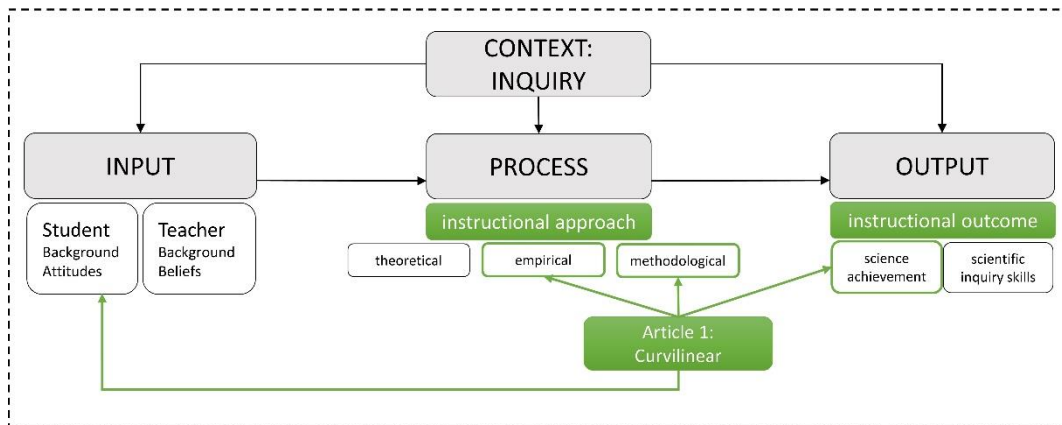 CONTEXT:
INQUIRY
INPUT
PROCESS
OUTPUT
Student
Background
Attitudes
Teacher
Background
Beliefs
instructional approach
theoretical
empirical
methodological
instructional outcome
science
achievement
scientific
inquiry skills
Article 1:
Curvilinear